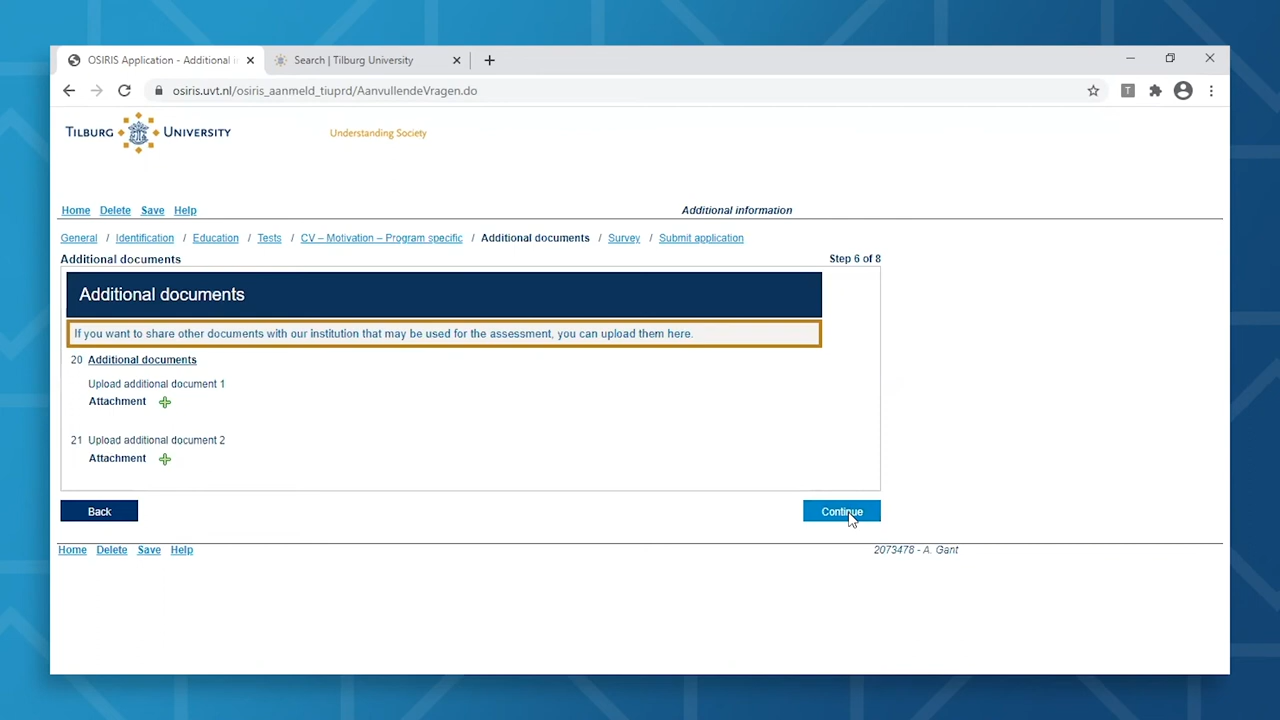 OSIRIS Application - Additional i
Search | Tilburg University
osiris.uvt.nl/osiris_aanmeld_tiuprd/AanvullendeVragen.do
T
TILBURG UNIVERSITY
Understanding Society
Home Delete Save Help
Additional information
General / Identification / Education / Tests / CV – Motivation – Program specific / Additional documents / Survey / Submit application
Additional documents
Step 6 of 8
Additional documents
If you want to share other documents with our institution that may be used for the assessment, you can upload them here.
20 Additional documents
Upload additional document 1
Attachment
21 Upload additional document 2
Attachment
Back
Continue
Home Delete Save Help
2073478 - A. Gant